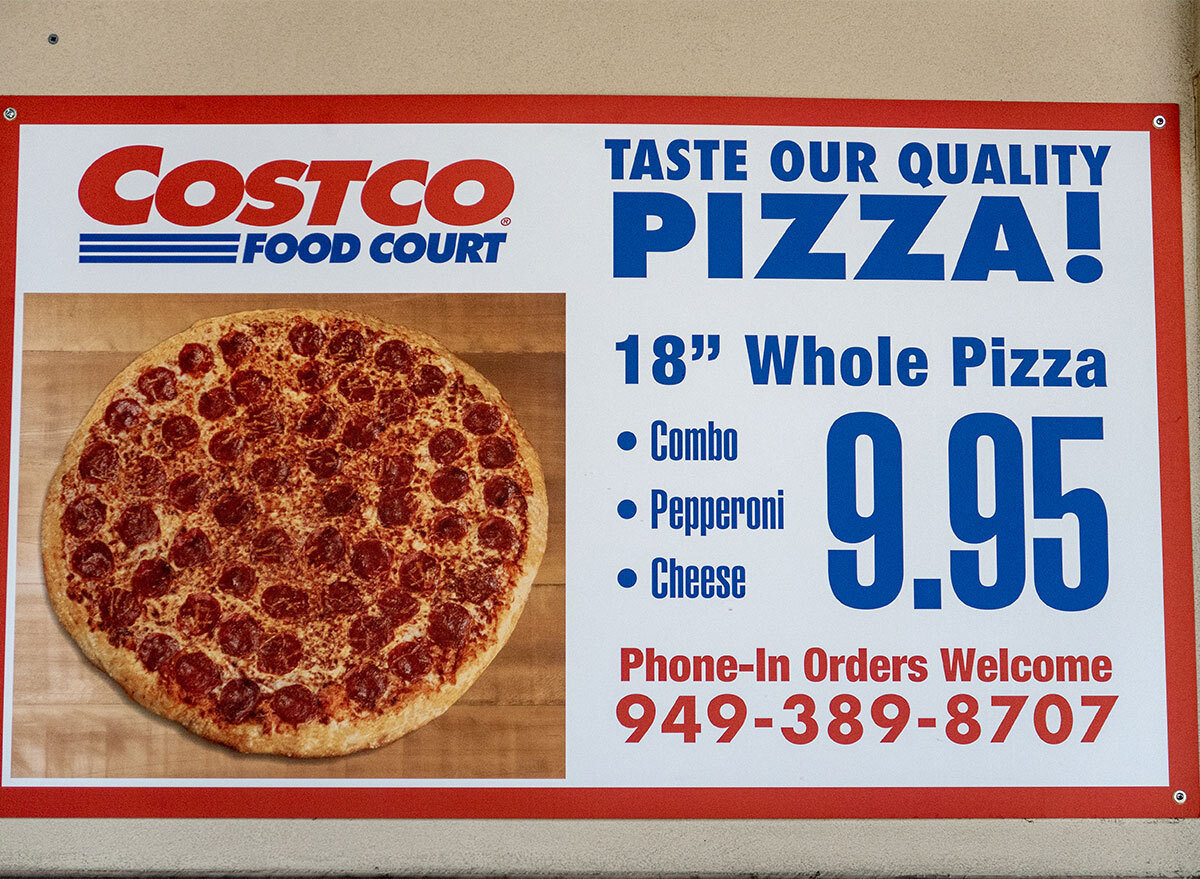 COSTCO®
FOOD COURT
TASTE OUR QUALITY
PIZZA!
18” Whole Pizza
• Combo
• Pepperoni
• Cheese
9.95
Phone-In Orders Welcome
949-389-8707